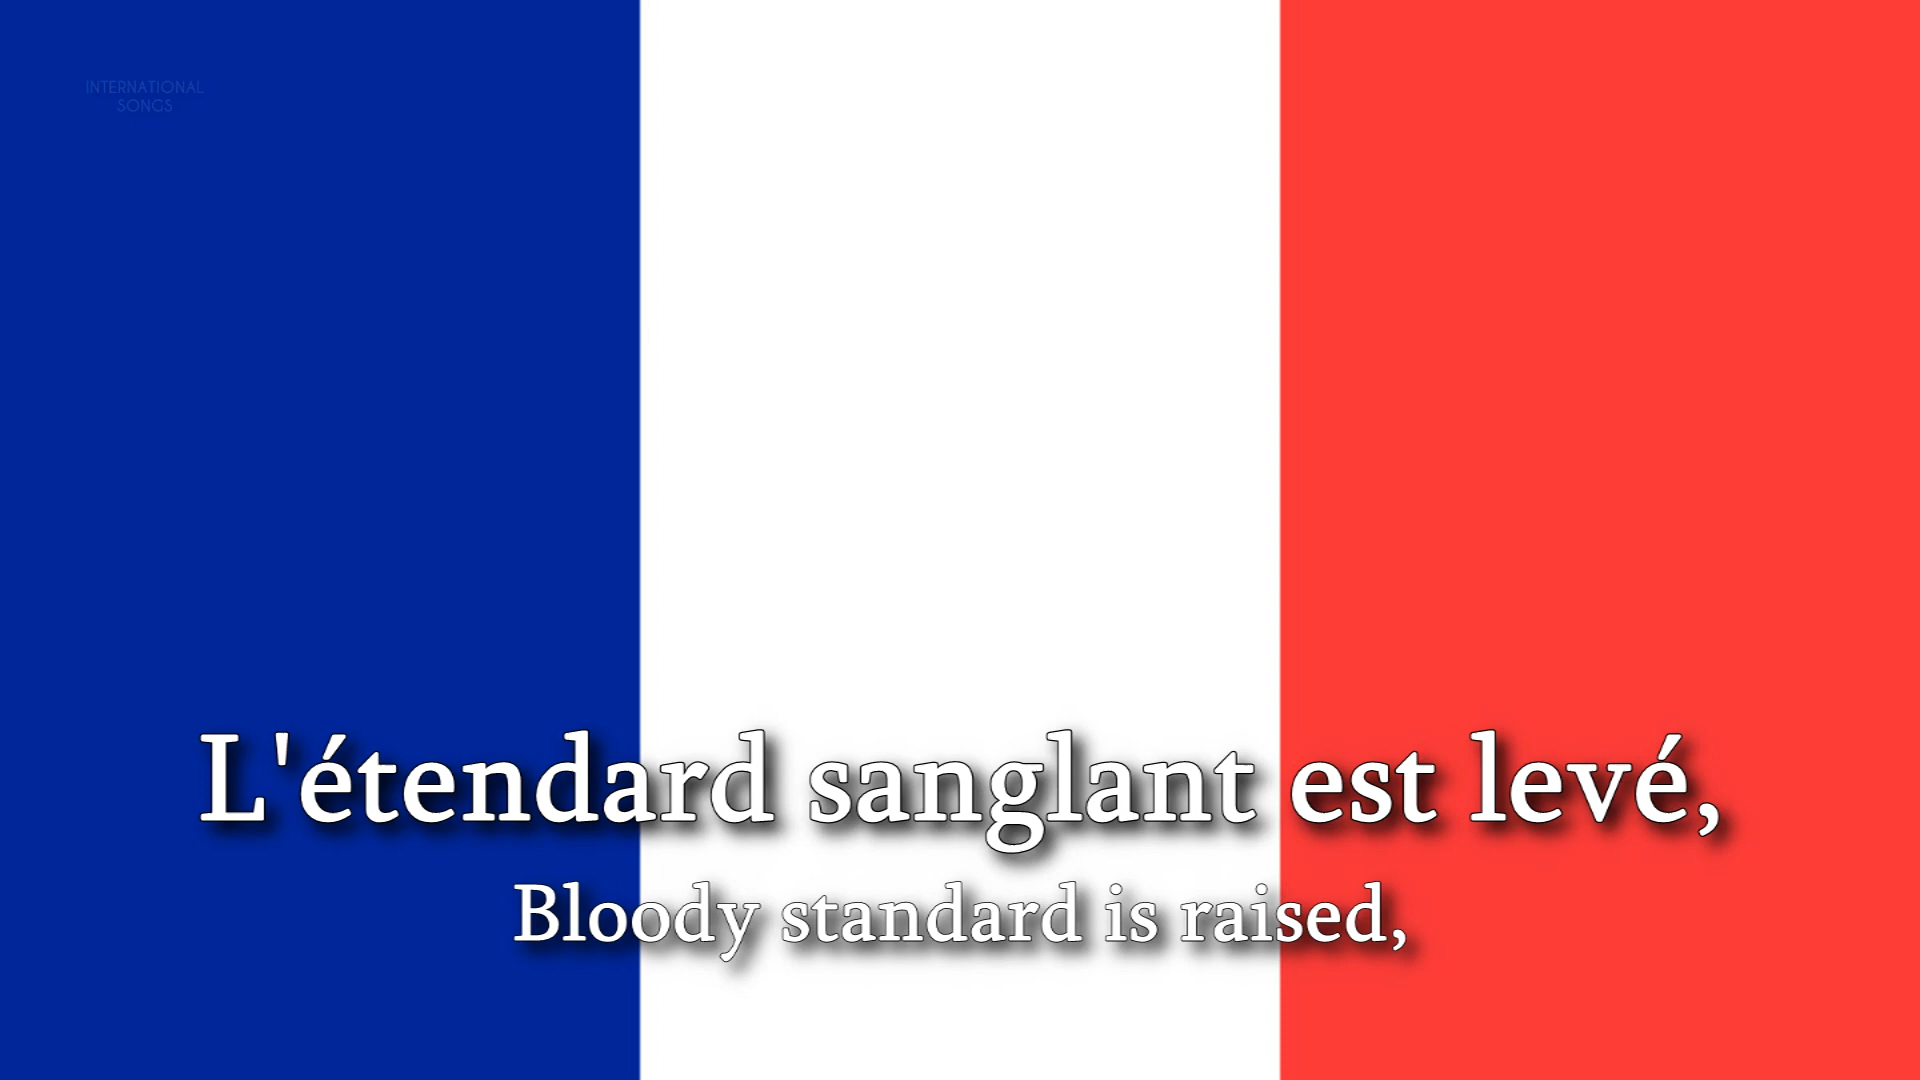 INTERNATIONAL
SONGS
L'étendard sanglant est levé,
Bloody standard is raised,